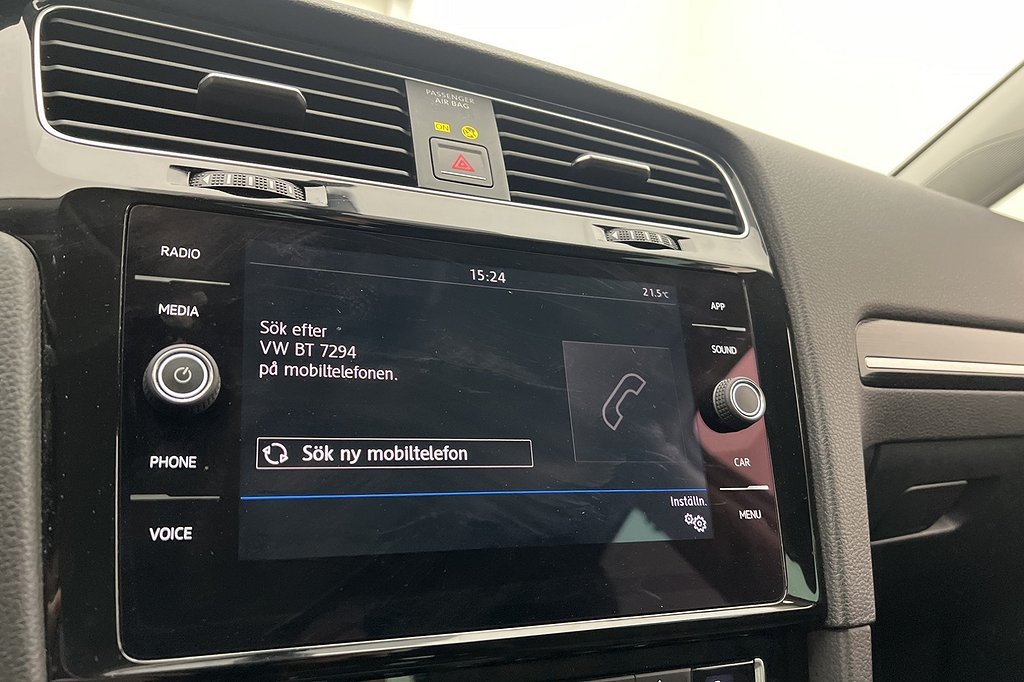 PASSENGER
AIR BAG
ON
RADIO
MEDIA
PHONE
VOICE
15:24
21.5°C
Sök efter
VW BT 7294
på mobiltelefonen.
Sök ny mobiltelefon
Inställn.
APP
SOUND
CAR
MENU